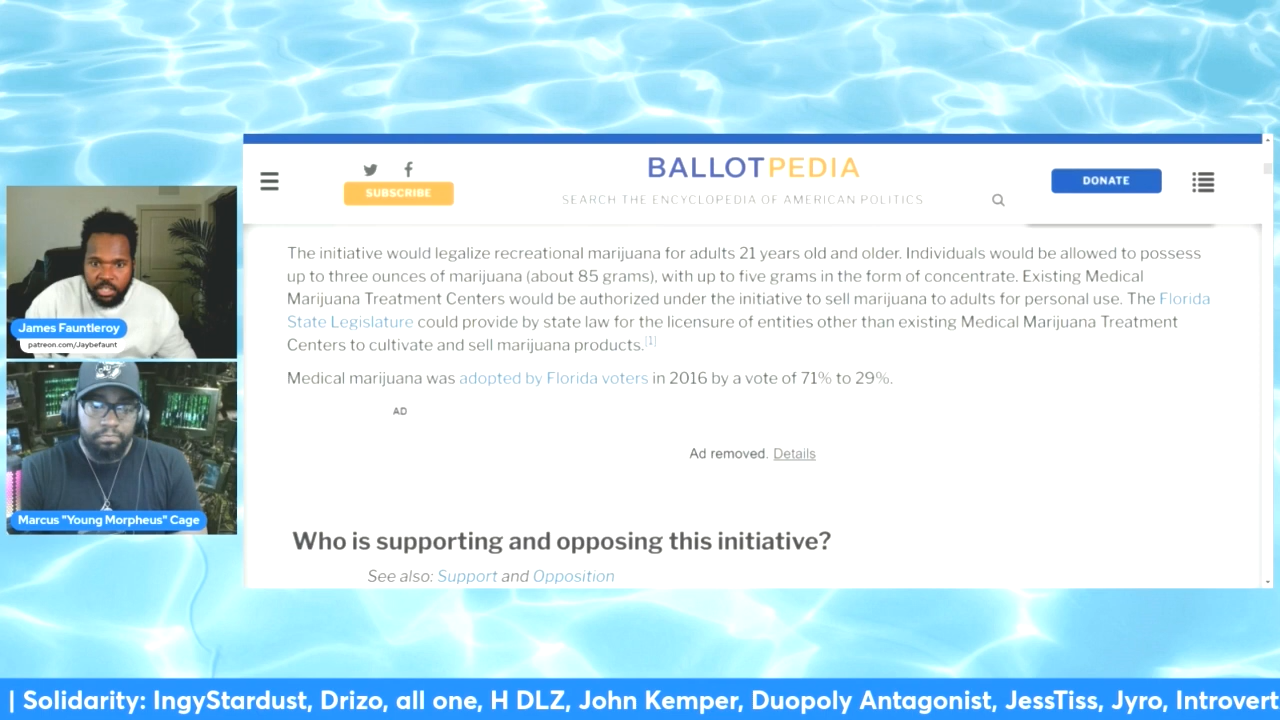 BALLOTPEDIA
SUBSCRIBE
SEARCH THE ENCYCLOPEDIA OF AMERICAN POLITICS
DONATE
The initiative would legalize recreational marijuana for adults 21 years old and older. Individuals would be allowed to possess
up to three ounces of marijuana (about 85 grams), with up to five grams in the form of concentrate. Existing Medical
Marijuana Treatment Centers would be authorized under the initiative to sell marijuana to adults for personal use. The Florida
State Legislature could provide by state law for the licensure of entities other than existing Medical Marijuana Treatment
Centers to cultivate and sell marijuana products.[1]
Medical marijuana was adopted by Florida voters in 2016 by a vote of 71% to 29%.
AD
Ad removed. Details
Who is supporting and opposing this initiative?
See also: Support and Opposition
James Fauntleroy
patreon.com/Jaybefaunt
Marcus "Young Morpheus" Cage
| Solidarity: IngyStardust, Drizo, all one, H DLZ, John Kemper, Duopoly Antagonist, JessTiss, Jyro, Introvert